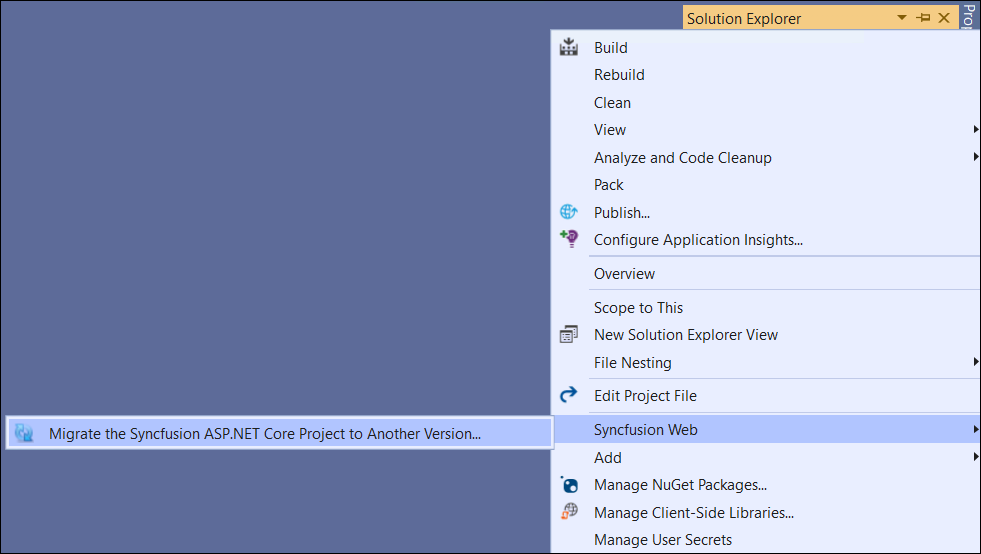 Solution Explorer
Pro
Build
Rebuild
Clean
View
Analyze and Code Cleanup
Pack
Publish...
Configure Application Insights...
Overview
Scope to This
New Solution Explorer View
File Nesting
Edit Project File
Syncfusion Web
Migrate the Syncfusion ASP.NET Core Project to Another Version...
Add
Manage NuGet Packages...
Manage Client-Side Libraries...
Manage User Secrets